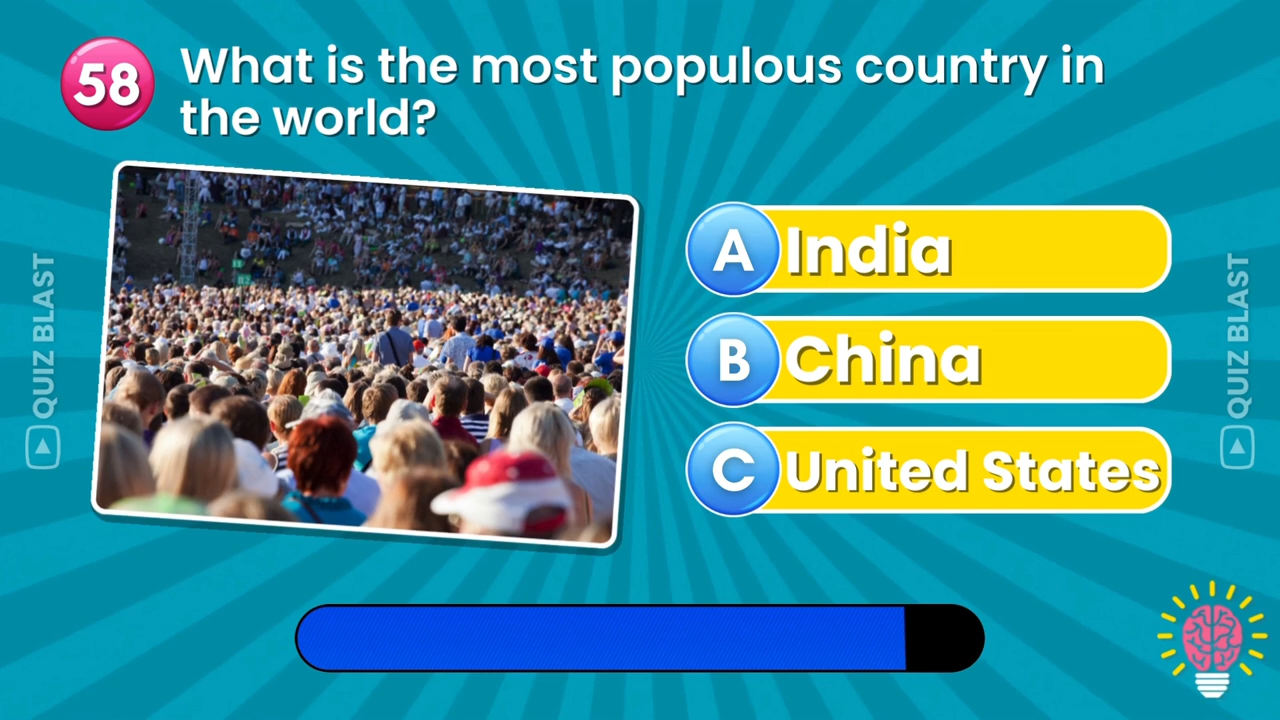 58
What is the most populous country in
the world?
A India
B China
C United States
QUIZ BLAST
QUIZ BLAST